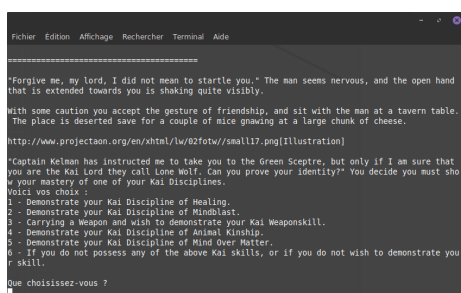 Fichier Édition Affichage Rechercher Terminal Aide
========================================
"Forgive me, my lord, I did not mean to startle you." The man seems nervous, and the open hand
that is extended towards you is shaking quite visibly.
With some caution you accept the gesture of friendship, and sit with the man at a tavern table.
The place is deserted save for a couple of mice gnawing at a large chunk of cheese.
http://www.projectaon.org/en/xhtml/lw/02fotw//small17.png[Illustration]
"Captain Kelman has instructed me to take you to the Green Sceptre, but only if I am sure that
you are the Kai Lord they call Lone Wolf. Can you prove your identity?" You decide you must sho
w your mastery of one of your Kai Disciplines.
Voici vos choix :
1 - Demonstrate your Kai Discipline of Healing.
2 - Demonstrate your Kai Discipline of Mindblast.
3 - Carrying a Weapon and wish to demonstrate your Kai Weaponskill.
4 - Demonstrate your Kai Discipline of Animal Kinship.
5 - Demonstrate your Kai Discipline of Mind Over Matter.
6 - If you do not possess any of the above Kai skills, or if you do not wish to demonstrate you
r skill.
Que choisissez-vous ?